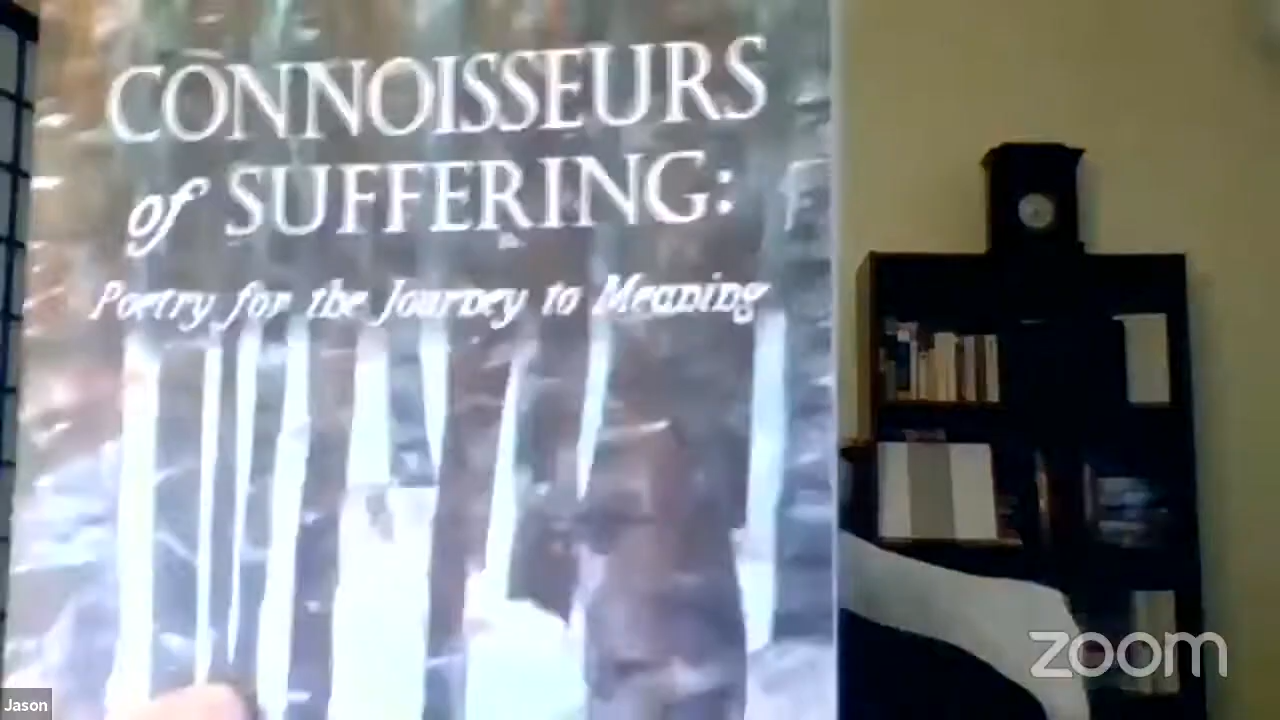 CONNOISSEURS
of SUFFERING:
Poetry for the Journey to Meaning
zoom
Jason